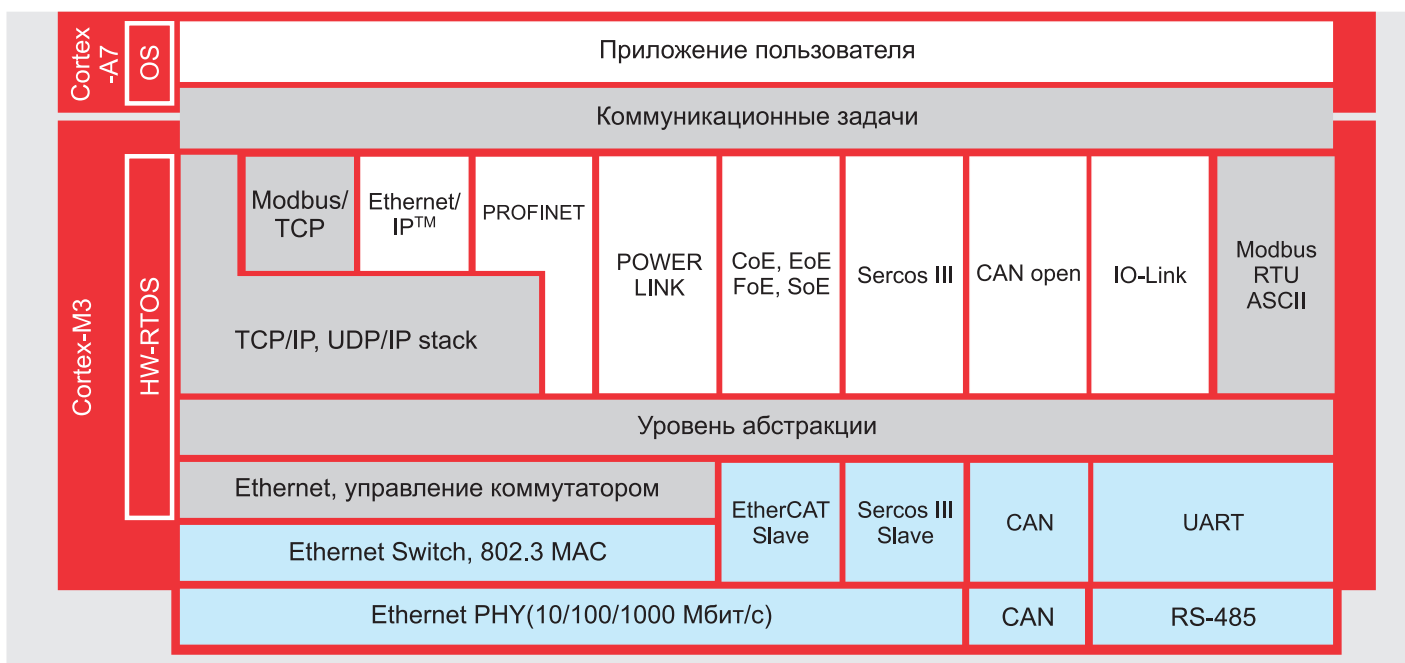 Cortex
-A7
OS
Приложение пользователя
Коммуникационные задачи
Cortex-M3
HW-RTOS
Modbus/
TCP
Ethernet/
IP™
PROFINET
POWER
LINK
CoE, EoE
FoE, SoE
Sercos III
CAN open
IO-Link
Modbus
RTU
ASCII
TCP/IP, UDP/IP stack
Уровень абстракции
Ethernet, управление коммутатором
EtherCAT
Slave
Sercos III
Slave
CAN
UART
Ethernet Switch, 802.3 MAC
Ethernet PHY(10/100/1000 Мбит/с)
CAN
RS-485